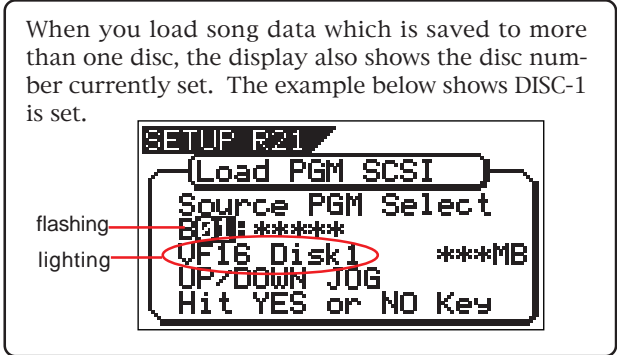 When you load song data which is saved to more
than one disc, the display also shows the disc num-
ber currently set. The example below shows DISC-1
is set.
SETUP R21
Load PGM SCSI
Source PGM Select
flashing
B01:*****
lighting
VF16 Disk1 ***MB
UP/DOWN JOG
Hit YES or NO Key